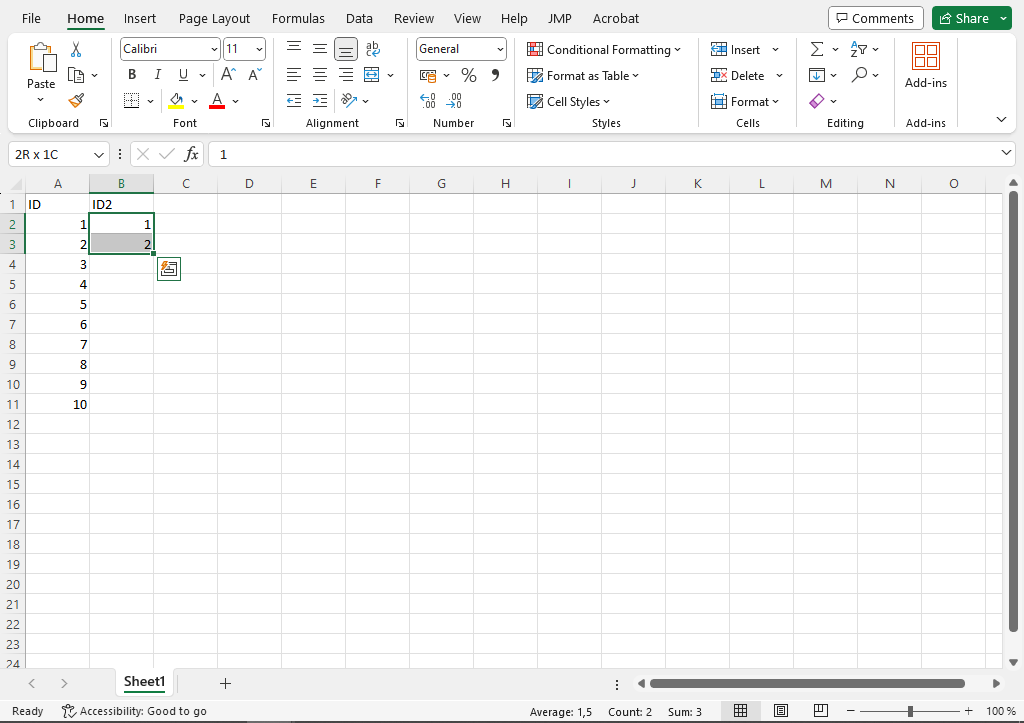 File Home Insert Page Layout Formulas Data Review View Help JMP Acrobat Comments Share
Paste
Clipboard
Calibri 11
B I U A A
A
Font
ab
Alignment
General
%
Number
Conditional Formatting
Format as Table
Cell Styles
Styles
Insert
Delete
Format
Cells
Editing
Add-ins
Add-ins
2R x 1C fx 1
A B C D E F G H I J K L M N O
1 ID ID2
2 1 1
3 2 2
4 3
5 4
6 5
7 6
8 7
9 8
10 9
11 10
12
13
14
15
16
17
18
19
20
21
22
23
24
Sheet1
Ready Accessibility: Good to go Average: 1,5 Count: 2 Sum: 3 100 %